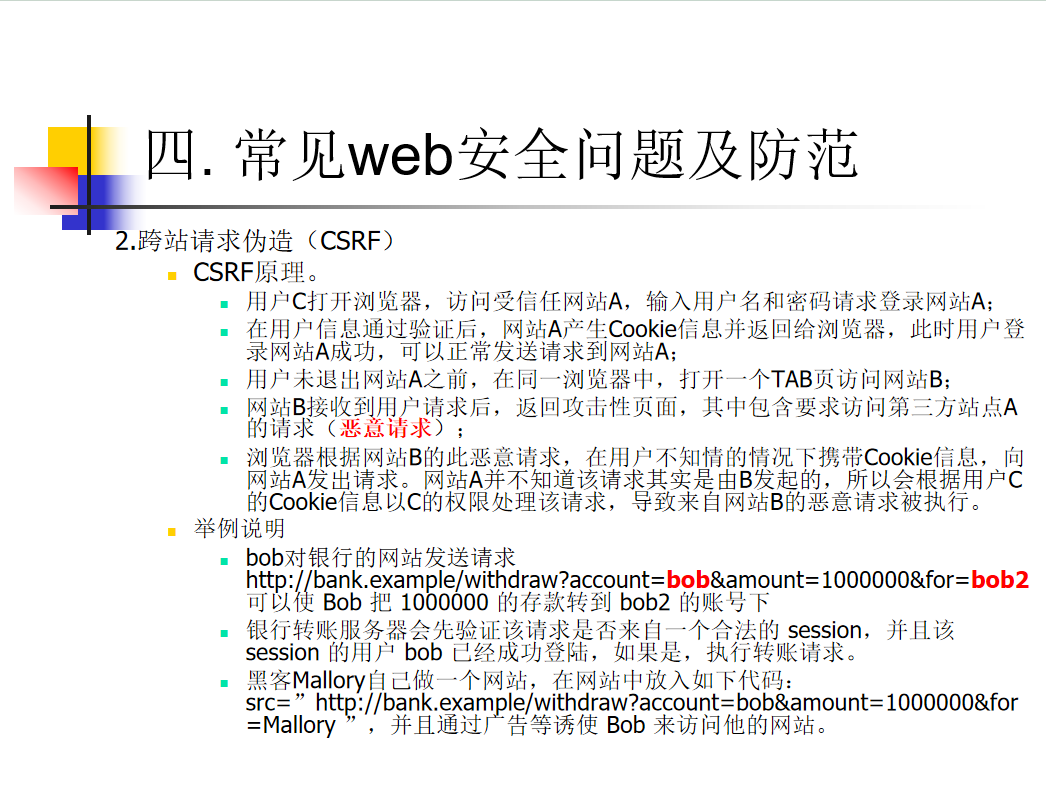 四. 常见web安全问题及防范
2.跨站请求伪造（CSRF）
CSRF原理。
用户C打开浏览器，访问受信任网站A，输入用户名和密码请求登录网站A；
在用户信息通过验证后，网站A产生Cookie信息并返回给浏览器，此时用户登
录网站A成功，可以正常发送请求到网站A；
用户未退出网站A之前，在同一浏览器中，打开一个TAB页访问网站B；
网站B接收到用户请求后，返回攻击性页面，其中包含要求访问第三方站点A
的请求（恶意请求）；
浏览器根据网站B的此恶意请求，在用户不知情的情况下携带Cookie信息，向
网站A发出请求。网站A并不知道该请求其实是由B发起的，所以会根据用户C
的Cookie信息以C的权限处理该请求，导致来自网站B的恶意请求被执行。
举例说明
bob对银行的网站发送请求
http://bank.example/withdraw?account=bob&amount=1000000&for=bob2
可以使 Bob 把 1000000 的存款转到 bob2 的账号下
银行转账服务器会先验证该请求是否来自一个合法的 session，并且该
session 的用户 bob 已经成功登陆，如果是，执行转账请求。
黑客Mallory自己做一个网站，在网站中放入如下代码：
src=”http://bank.example/withdraw?account=bob&amount=1000000&for
=Mallory ”，并且通过广告等诱使 Bob 来访问他的网站。